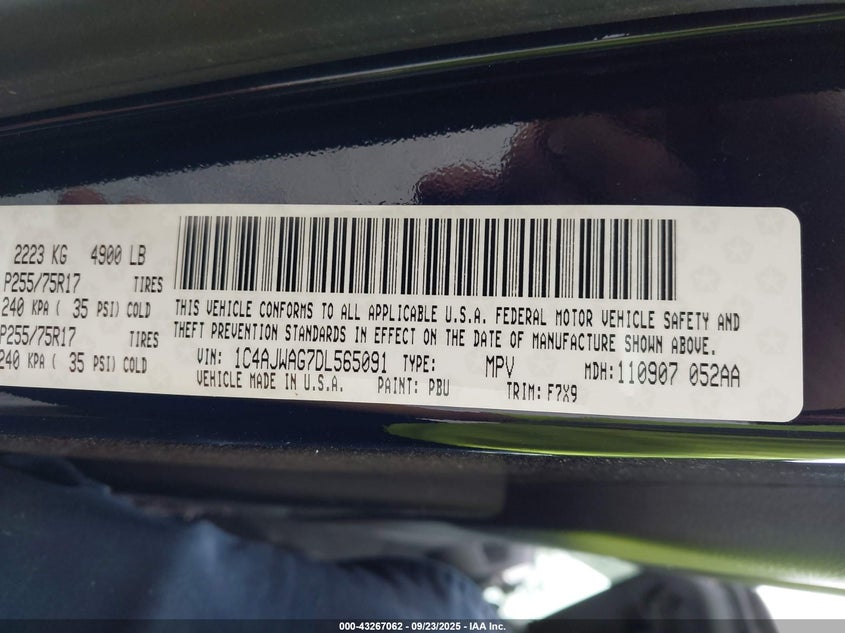 2223 KG 4900 LB
P255/75R17 TIRES
240 KPA ( 35 PSI) COLD
P255/75R17 TIRES
240 KPA ( 35 PSI) COLD
THIS VEHICLE CONFORMS TO ALL APPLICABLE U.S.A. FEDERAL MOTOR VEHICLE SAFETY AND
THEFT PREVENTION STANDARDS IN EFFECT ON THE DATE OF MANUFACTURE SHOWN ABOVE.
VIN: 1C4AJWAG7DL565091 TYPE: MPV MDH: 110907 052AA
VEHICLE MADE IN U.S.A. PAINT: PBU TRIM: F7X9
000-43267062 - 09/23/2025 - IAA Inc.